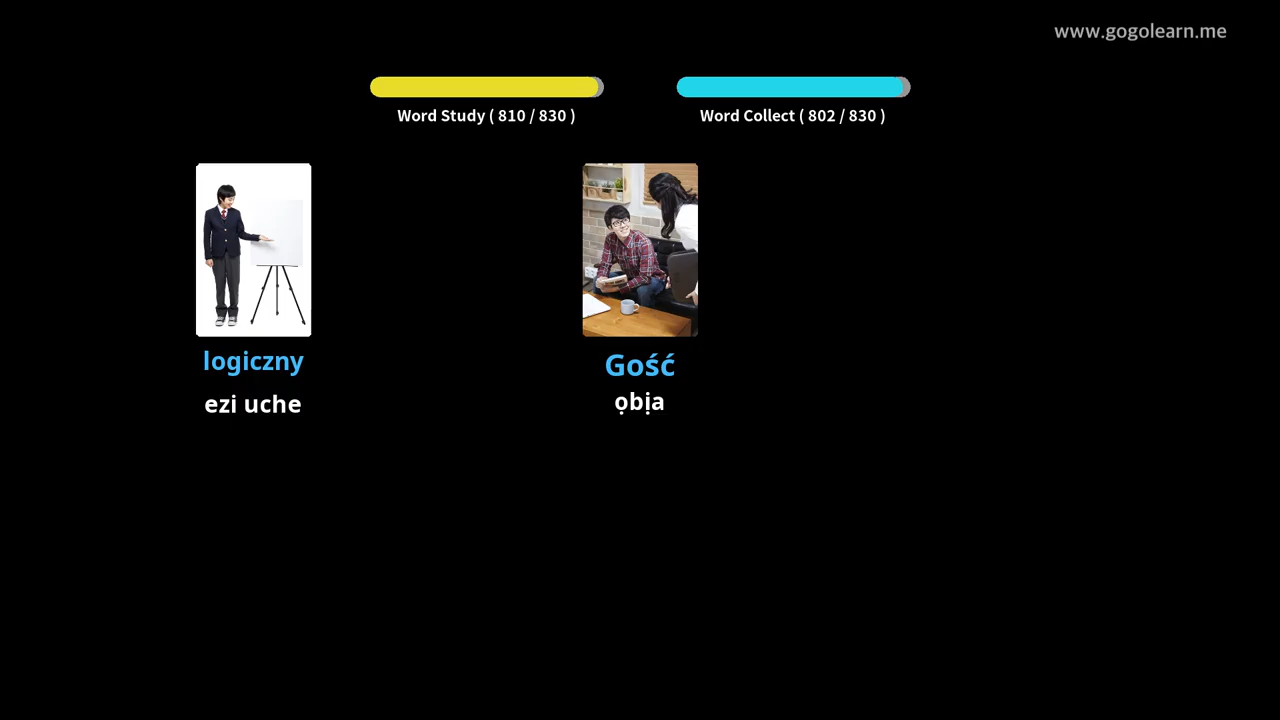 www.gogolearn.me
Word Study ( 810 / 830 )
Word Collect ( 802 / 830 )
logiczny
ezi uche
Gość
ọbịa